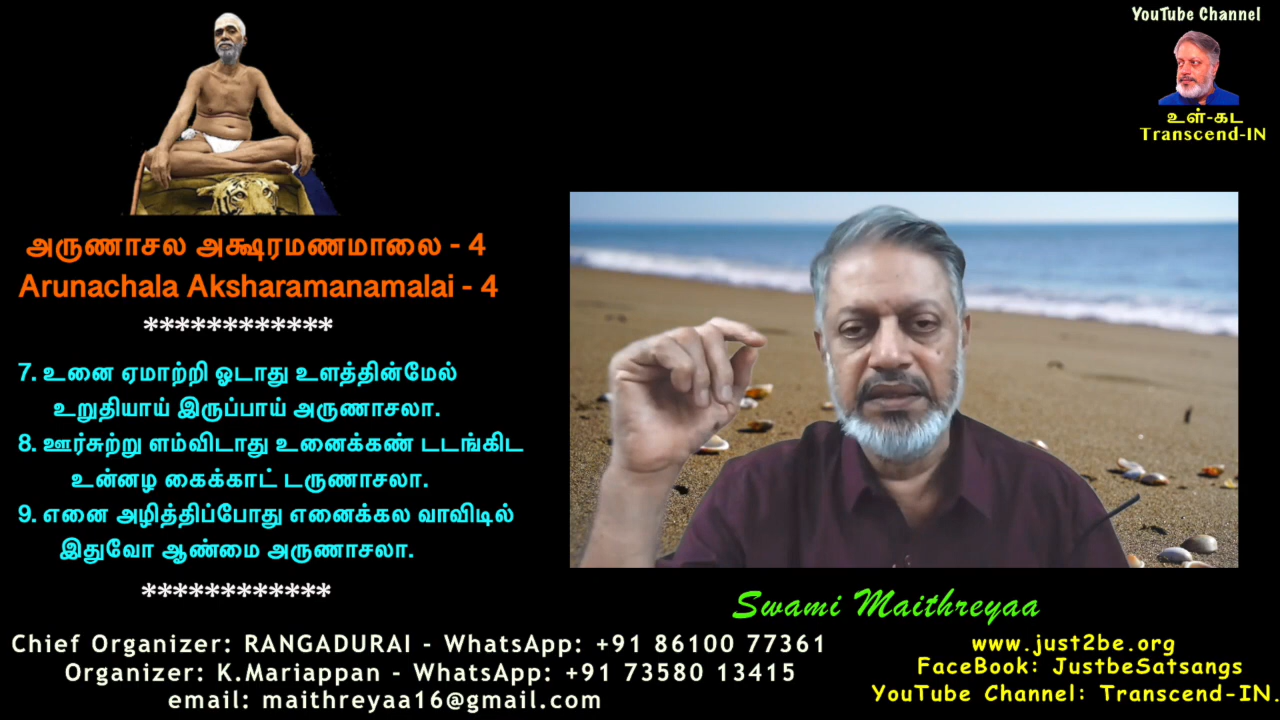 YouTube Channel
உள்-கட
Transcend-IN
அருணாசல அக்ஷரமணமாலை - 4
Arunachala Aksharamanamalai - 4
************
7. உனை ஏமாற்றி ஓடாது உளத்தின்மேல்
உறுதியாய் இருப்பாய் அருணாசலா.
8. ஊர்சுற்று ளம்விடாது உனைக்கண் டடங்கிட
உன்னழ கைக்காட் டருணாசலா.
9. எனை அழித்திப்போது எனைக்கல வாவிடில்
இதுவோ ஆண்மை அருணாசலா.
************
Swami Maithreyaa
Chief Organizer: RANGADURAI - WhatsApp: +91 86100 77361
Organizer: K.Mariappan - WhatsApp: +91 73580 13415
email: maithreyaa16@gmail.com
www.just2be.org
FaceBook: JustbeSatsangs
YouTube Channel: Transcend-IN.